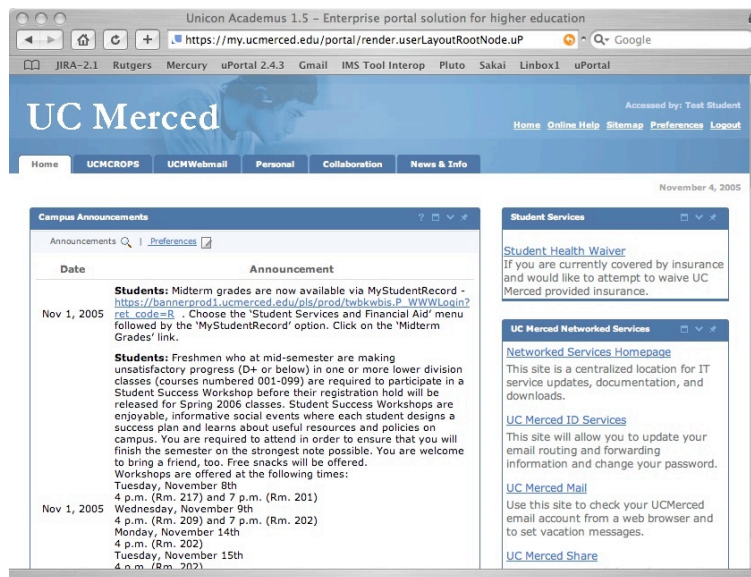 Unicon Academus 1.5 – Enterprise portal solution for higher education
https://my.ucmerced.edu/portal/render.userLayoutRootNode.uP
Google
JIRA-2.1 Rutgers Mercury uPortal 2.4.3 Gmail IMS Tool Interop Pluto Sakai Linbox1 uPortal
UC Merced
Accessed by: Test Student
Home Online Help Sitemap Preferences Logout
Home UCMCROPS UCMWebmail Personal Collaboration News & Info
November 4, 2005
Campus Announcements
Announcements | Preferences
Date Announcement
Nov 1, 2005
Students: Midterm grades are now available via MyStudentRecord -
https://bannerprod1.ucmerced.edu/pls/prod/twbkwbis.P_WWWLogin?
ret_code=R . Choose the 'Student Services and Financial Aid' menu
followed by the 'MyStudentRecord' option. Click on the 'Midterm
Grades' link.
Nov 1, 2005
Students: Freshmen who at mid-semester are making
unsatisfactory progress (D+ or below) in one or more lower division
classes (courses numbered 001-099) are required to participate in a
Student Success Workshop before their registration hold will be
released for Spring 2006 classes. Student Success Workshops are
enjoyable, informative social events where each student designs a
success plan and learns about useful resources and policies on
campus. You are required to attend in order to ensure that you will
finish the semester on the strongest note possible. You are welcome
to bring a friend, too. Free snacks will be offered.
Workshops are offered at the following times:
Tuesday, November 8th
4 p.m. (Rm. 217) and 7 p.m. (Rm. 201)
Wednesday, November 9th
4 p.m. (Rm. 209) and 7 p.m. (Rm. 202)
Monday, November 14th
4 p.m. (Rm. 202)
Tuesday, November 15th
4 p.m. (Rm. 202)
Student Services
Student Health Waiver
If you are currently covered by insurance
and would like to attempt to waive UC
Merced provided insurance.
UC Merced Networked Services
Networked Services Homepage
This site is a centralized location for IT
service updates, documentation, and
downloads.
UC Merced ID Services
This site will allow you to update your
email routing and forwarding
information and change your password.
UC Merced Mail
Use this site to check your UCMerced
email account from a web browser and
to set vacation messages.
UC Merced Share